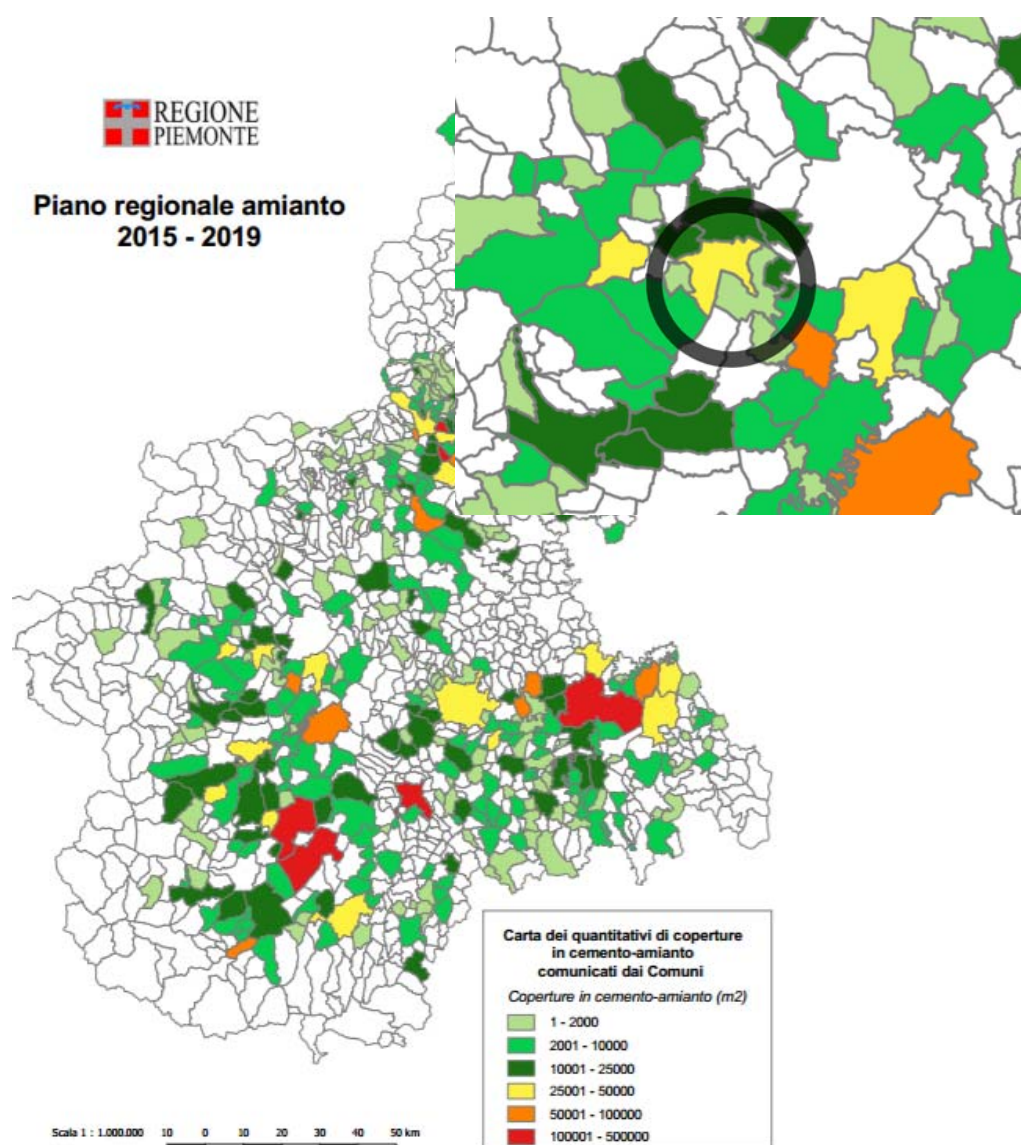 REGIONE
PIEMONTE
Piano regionale amianto
2015 - 2019
Carta dei quantitativi di coperture
in cemento-amianto
comunicati dai Comuni
Coperture in cemento-amianto (m2)
1 - 2000
2001 - 10000
10001 - 25000
25001 - 50000
50001 - 100000
100001 - 500000
Scala 1 : 1.000.000 10 0 10 20 30 40 50 km